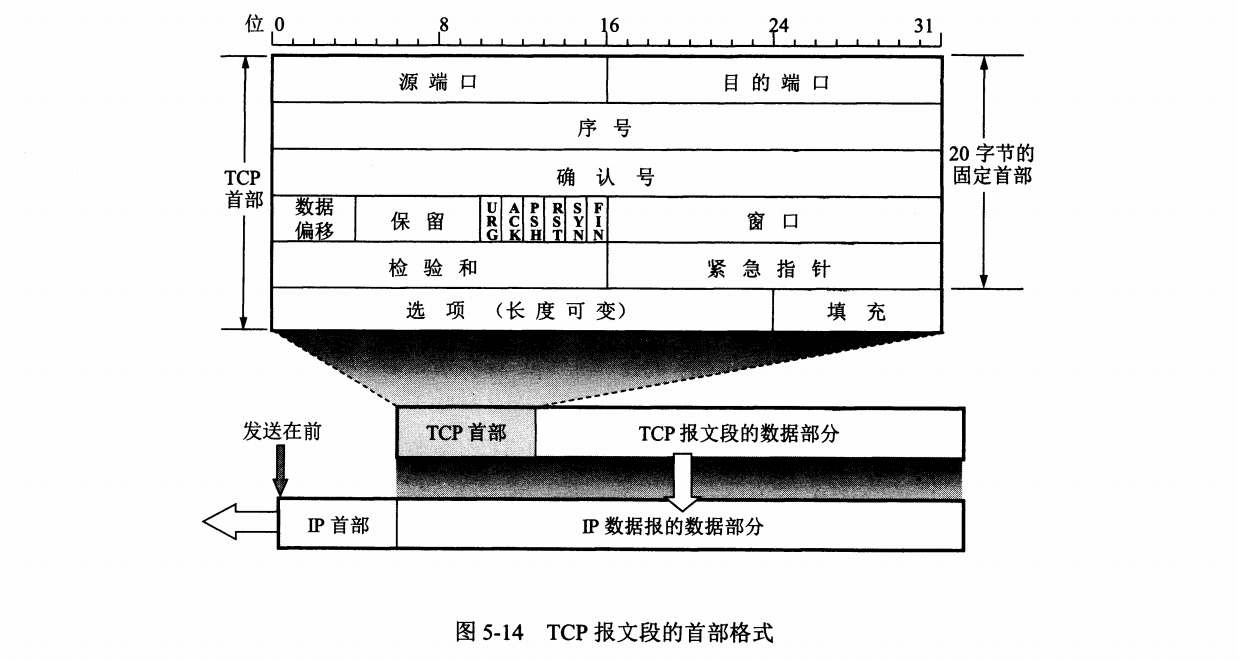 位 0 8 16 24 31
源端口 目的端口
序号
确认号
TCP
首部
20 字节的
固定首部
数据
偏移
保留
URG
ACK
PSH
RST
SYN
FIN
窗口
检验和 紧急指针
选项 （长度可变） 填充
发送在前
TCP 首部 TCP 报文段的数据部分
IP 首部 IP 数据报的数据部分
图 5-14 TCP 报文段的首部格式